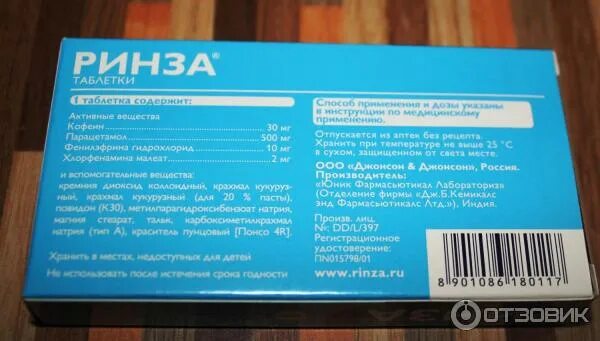 РИНЗА®
ТАБЛЕТКИ
1 таблетка содержит:
Активные вещества
Кофеин 30 мг
Парацетамол 500 мг
Фенилэфрина гидрохлорид 10 мг
Хлорфенамина малеат 2 мг
и вспомогательные вещества:
кремния диоксид коллоидный, крахмал кукуруз-
ный, крахмал кукурузный (для 20 % пасты),
повидон (К30), метилпарагидроксибензоат натрия,
магния стеарат, тальк, карбоксиметилкрахмал
натрия (тип А), краситель пунцовый [Понсо 4R].
Хранить в местах, недоступных для детей
Не использовать после истечения срока годности
Способ применения и дозы указаны
в инструкции по медицинскому
применению.
Отпускается из аптек без рецепта.
Хранить при температуре не выше 25 °С
в сухом, защищенном от света месте.
ООО «Джонсон & Джонсон», Россия.
Производитель:
«Юник Фармасьютикал Лабораториз»
(Отделение фирмы «Дж.Б.Кемикалс
энд Фармасьютикалс Лтд.»), Индия.
Произв. лиц.
№: DD/L/397
Регистрационное
удостоверение:
П№015798/01
www.rinza.ru
8 901086 180117
ОТЗОВИК